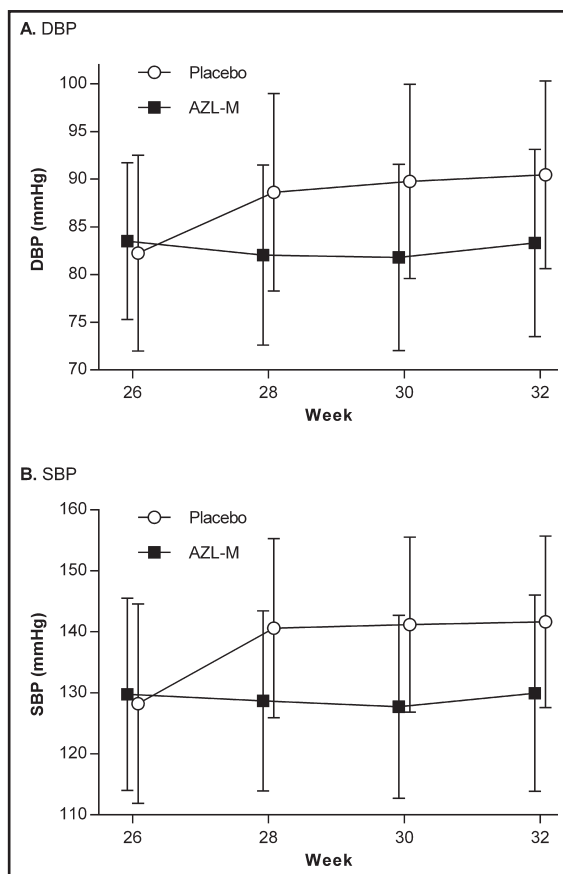 A. DBP
Placebo
AZL-M
100
95
90
85
80
75
70
DBP (mmHg)
26 28 30 32
Week
B. SBP
160
Placebo
AZL-M
150
140
130
120
110
SBP (mmHg)
26 28 30 32
Week